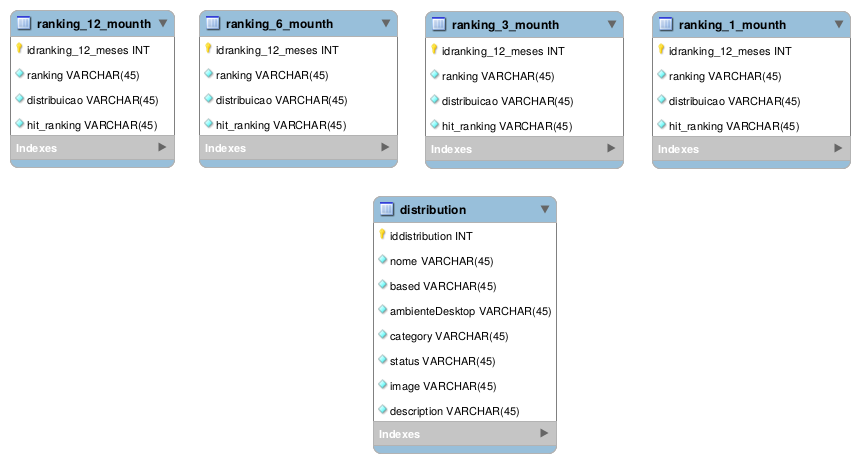 ranking_12_mounth
idranking_12_meses INT
ranking VARCHAR(45)
distribuicao VARCHAR(45)
hit_ranking VARCHAR(45)
Indexes
ranking_6_mounth
idranking_12_meses INT
ranking VARCHAR(45)
distribuicao VARCHAR(45)
hit_ranking VARCHAR(45)
Indexes
ranking_3_mounth
idranking_12_meses INT
ranking VARCHAR(45)
distribuicao VARCHAR(45)
hit_ranking VARCHAR(45)
Indexes
ranking_1_mounth
idranking_12_meses INT
ranking VARCHAR(45)
distribuicao VARCHAR(45)
hit_ranking VARCHAR(45)
Indexes
distribution
iddistribution INT
nome VARCHAR(45)
based VARCHAR(45)
ambienteDesktop VARCHAR(45)
category VARCHAR(45)
status VARCHAR(45)
image VARCHAR(45)
description VARCHAR(45)
Indexes